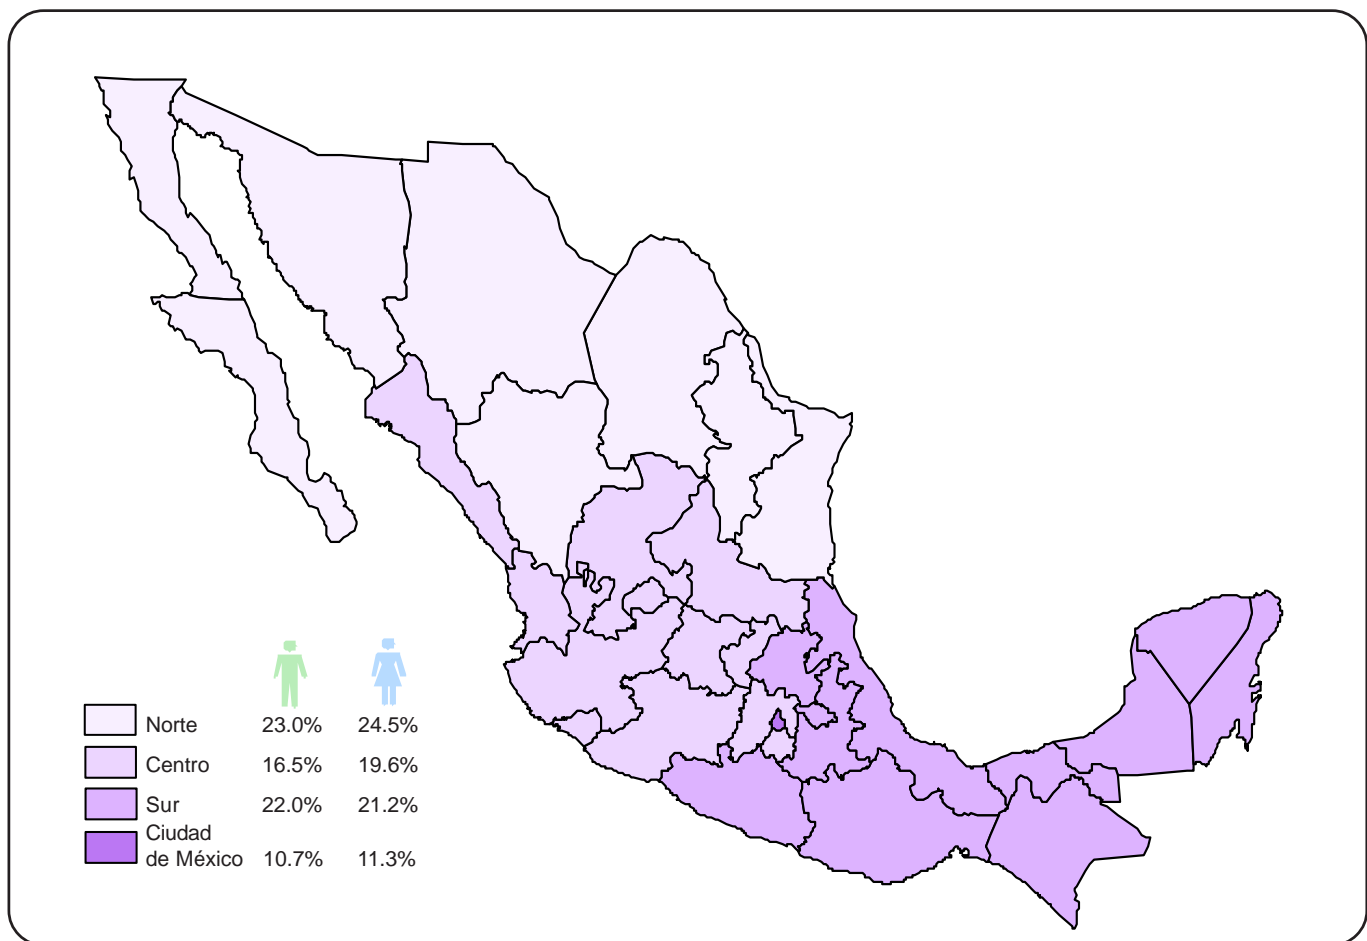 Norte 23.0% 24.5%
Centro 16.5% 19.6%
Sur 22.0% 21.2%
Ciudad
de México 10.7% 11.3%